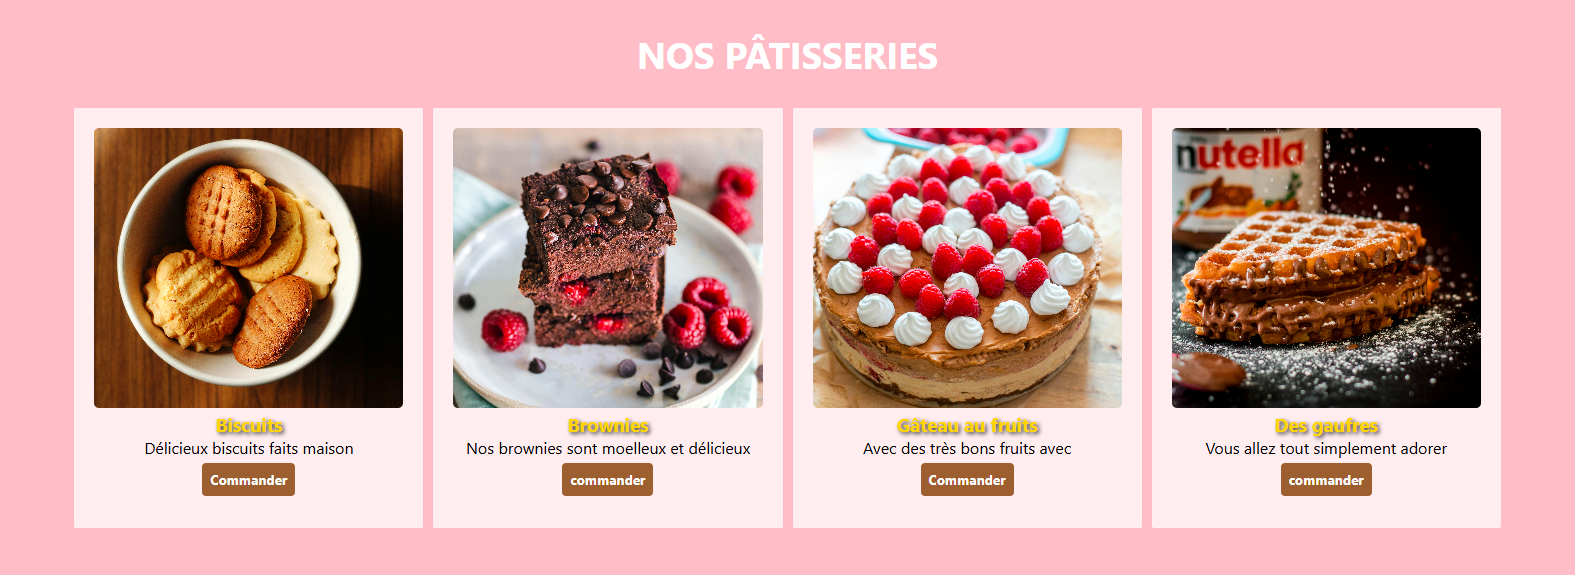 NOS PÂTISSERIES
nutella
Biscuits
Délicieux biscuits faits maison
Commander
Brownies
Nos brownies sont moelleux et délicieux
commander
Gâteau au fruits
Avec des très bons fruits avec
Commander
Des gaufres
Vous allez tout simplement adorer
commander